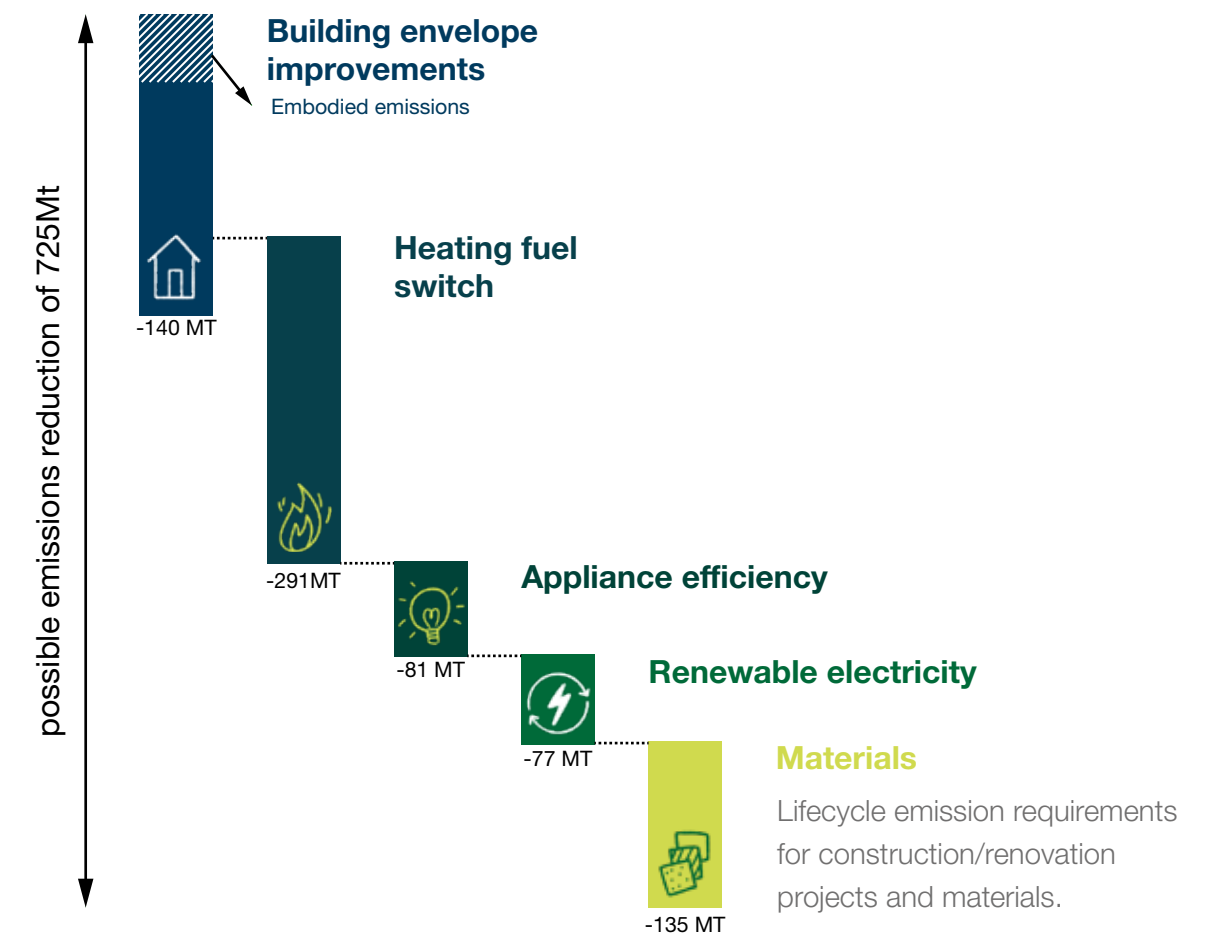 possible emissions reduction of 725Mt
Building envelope
improvements
Embodied emissions
-140 MT
Heating fuel
switch
-291MT
Appliance efficiency
-81 MT
Renewable electricity
-77 MT
Materials
Lifecycle emission requirements
for construction/renovation
projects and materials.
-135 MT